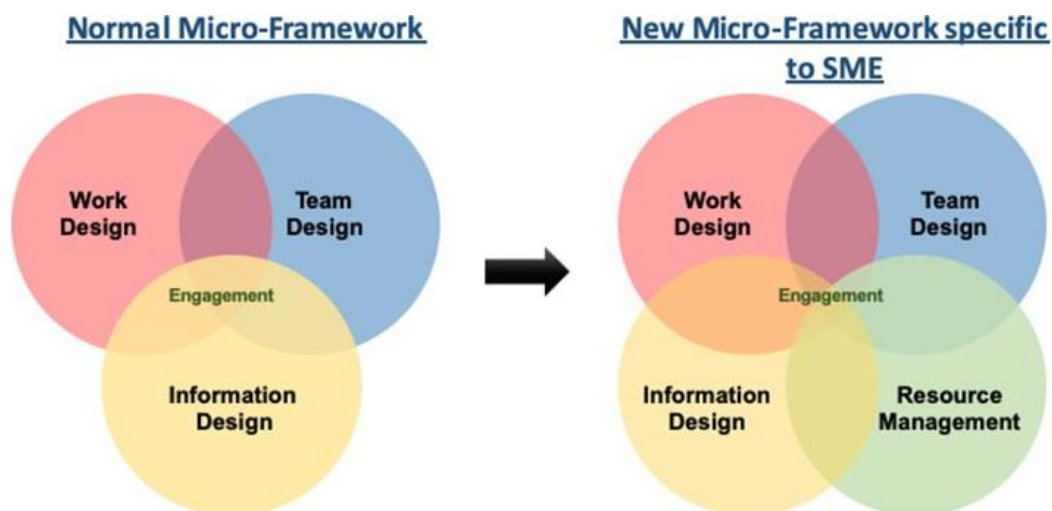 Normal Micro-Framework
Work
Design
Team
Design
Engagement
Information
Design
New Micro-Framework specific
to SME
Work
Design
Team
Design
Engagement
Information
Design
Resource
Management